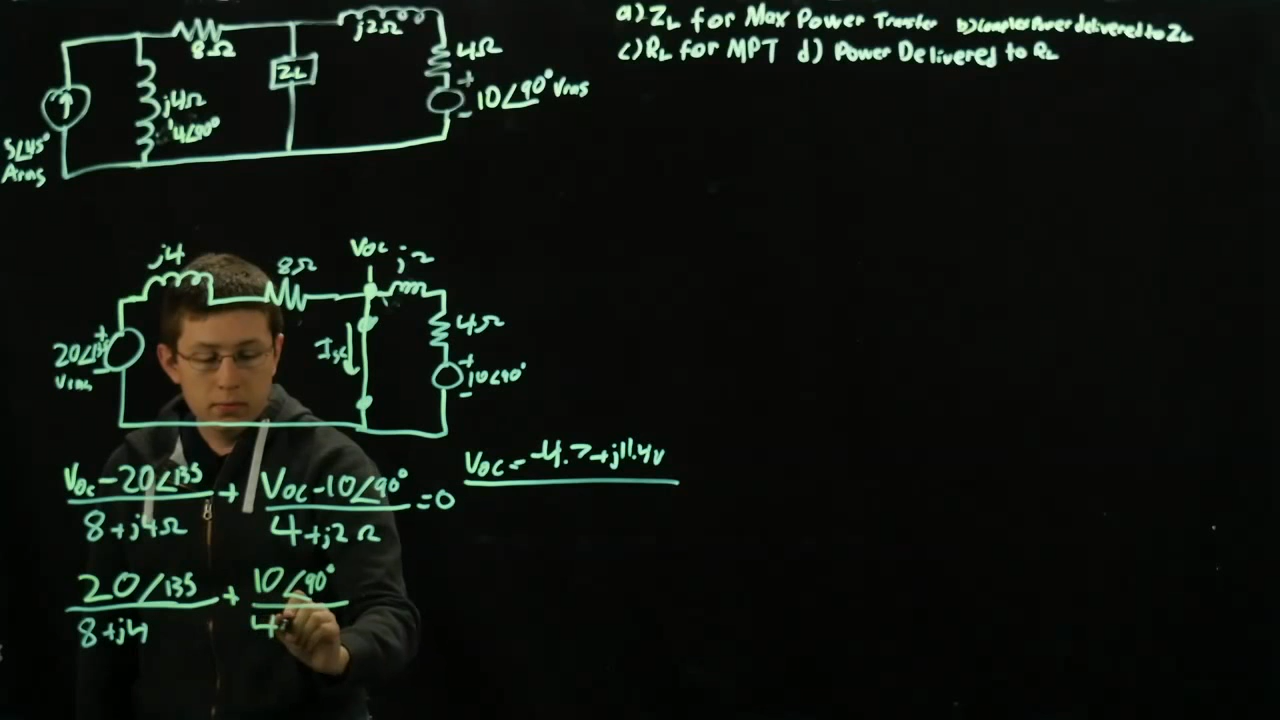 a) ZL for Max Power Transfer b) Complex Power delivered to ZL
c) RL for MPT d) Power Delivered to RL
8Ω
j2Ω
4Ω
ZL
j4Ω
4∠90°
+
10∠90° Vrms
-
5∠45°
Arms
j4
8Ω
Voc
j2
4Ω
+
20∠135
Vrms
Isc
+
10∠90°
-
Voc = -4.7+j11.4v
Voc - 20∠135 + Voc - 10∠90° = 0
8+j4Ω 4+j2Ω
20∠135 + 10∠90°
8+j4 4